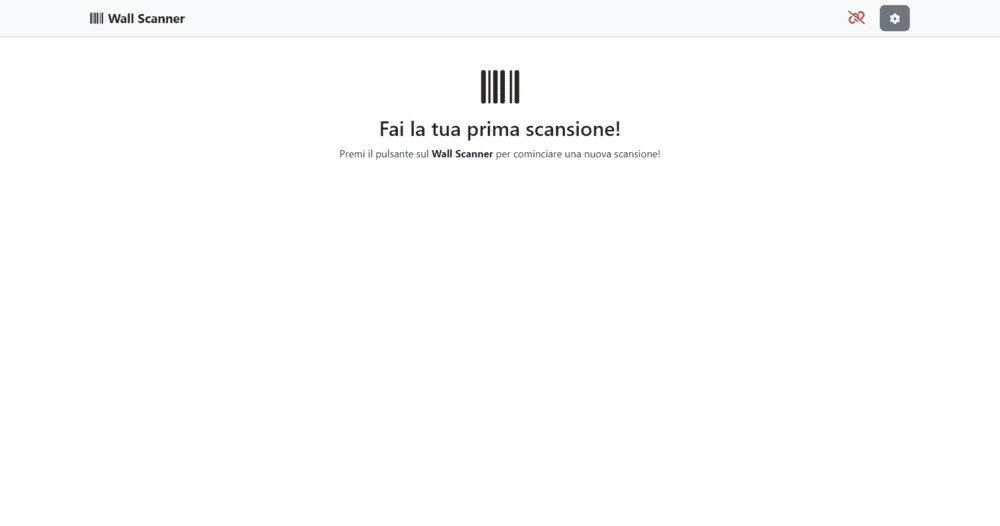 Wall Scanner
Fai la tua prima scansione!
Premi il pulsante sul Wall Scanner per cominciare una nuova scansione!